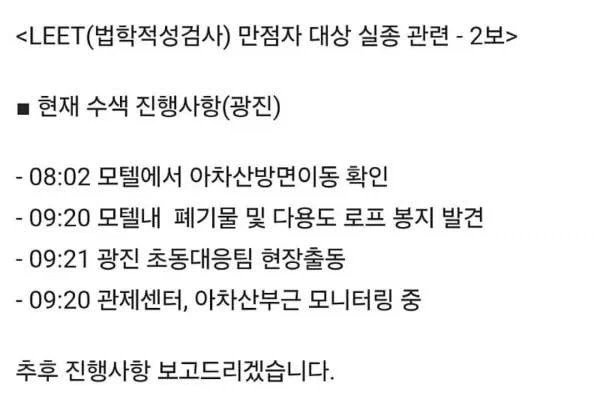 <LEET(법학적성검사) 만점자 대상 실종 관련 - 2보>
■ 현재 수색 진행사항(광진)
- 08:02 모텔에서 아차산방면이동 확인
- 09:20 모텔내  폐기물 및 다용도 로프 봉지 발견
- 09:21 광진 초동대응팀 현장출동
- 09:20 관제센터, 아차산부근 모니터링 중
추후 진행사항 보고드리겠습니다.